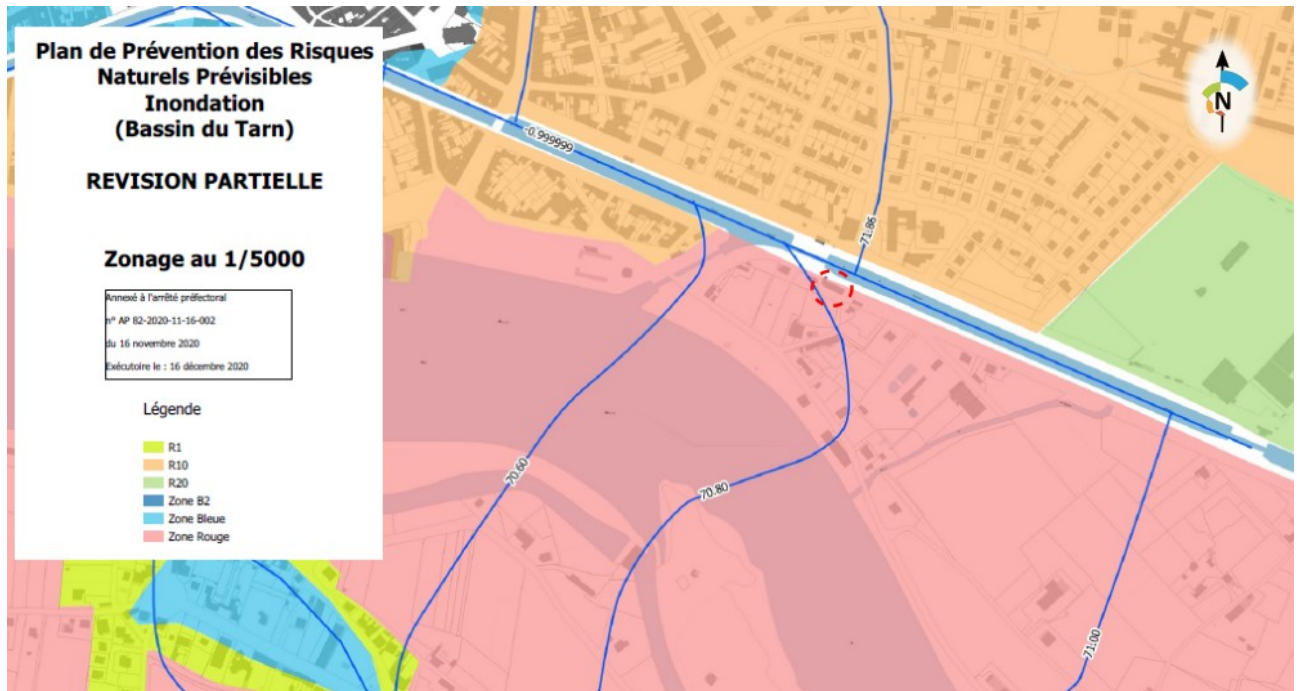 Plan de Prévention des Risques
Naturels Prévisibles
Inondation
(Bassin du Tarn)
REVISION PARTIELLE
Zonage au 1/5000
Annexé à l'arrêté préfectoral
n° AP 82-2020-11-16-002
du 16 novembre 2020
Exécutoire le : 16 décembre 2020
Légende
R1
R10
R20
Zone B2
Zone Bleue
Zone Rouge
N
-0.999999
71.86
70.60
70.80
71.00